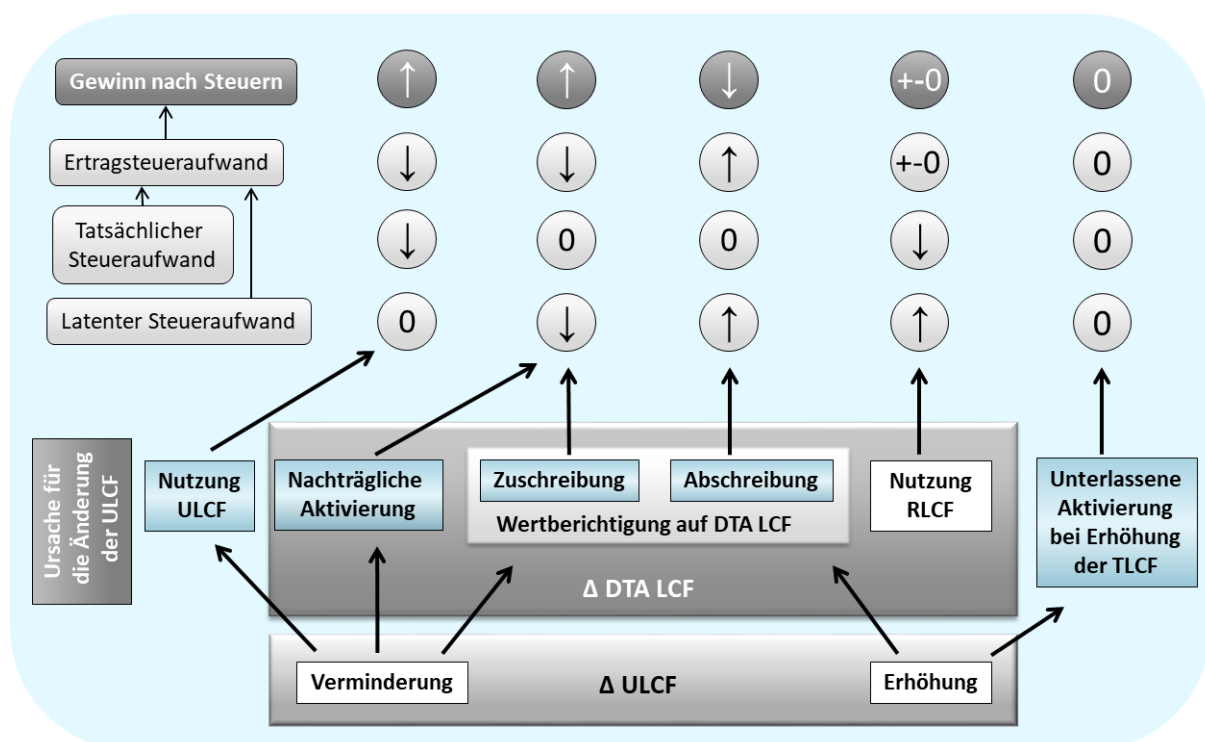 Gewinn nach Steuern
↑ ↑ ↓ +-0 0
Ertragsteueraufwand
↓ ↓ ↑ +-0 0
Tatsächlicher
Steueraufwand
↓ 0 0 ↓ 0
Latenter Steueraufwand
0 ↓ ↑ ↑ 0
Ursache für
die Änderung
der ULCF
Nutzung
ULCF
Nachträgliche
Aktivierung
Zuschreibung
Abschreibung
Wertberichtigung auf DTA LCF
Nutzung
RLCF
Unterlassene
Aktivierung
bei Erhöhung
der TLCF
Δ DTA LCF
Verminderung
Δ ULCF
Erhöhung